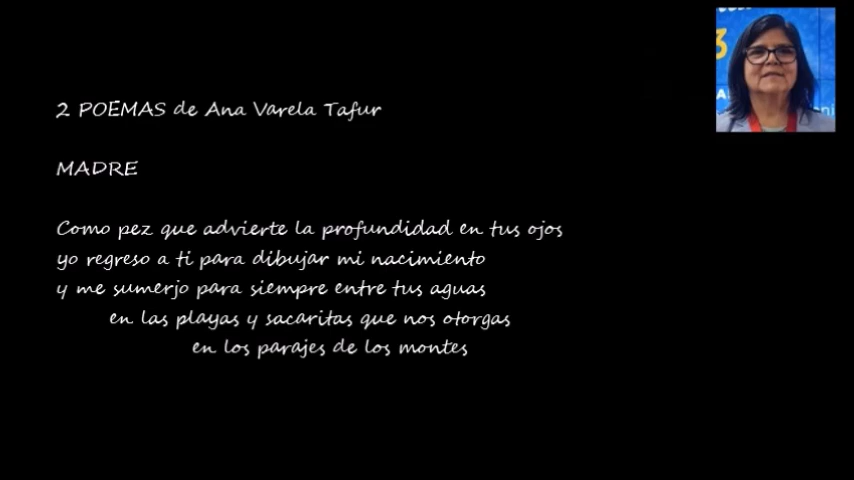 2 POEMAS de Ana Varela Tafur
MADRE
Como pez que advierte la profundidad en tus ojos
yo regreso a ti para dibujar mi nacimiento
y me sumerjo para siempre entre tus aguas
en las playas y sacaritas que nos otorgas
en los parajes de los montes
3